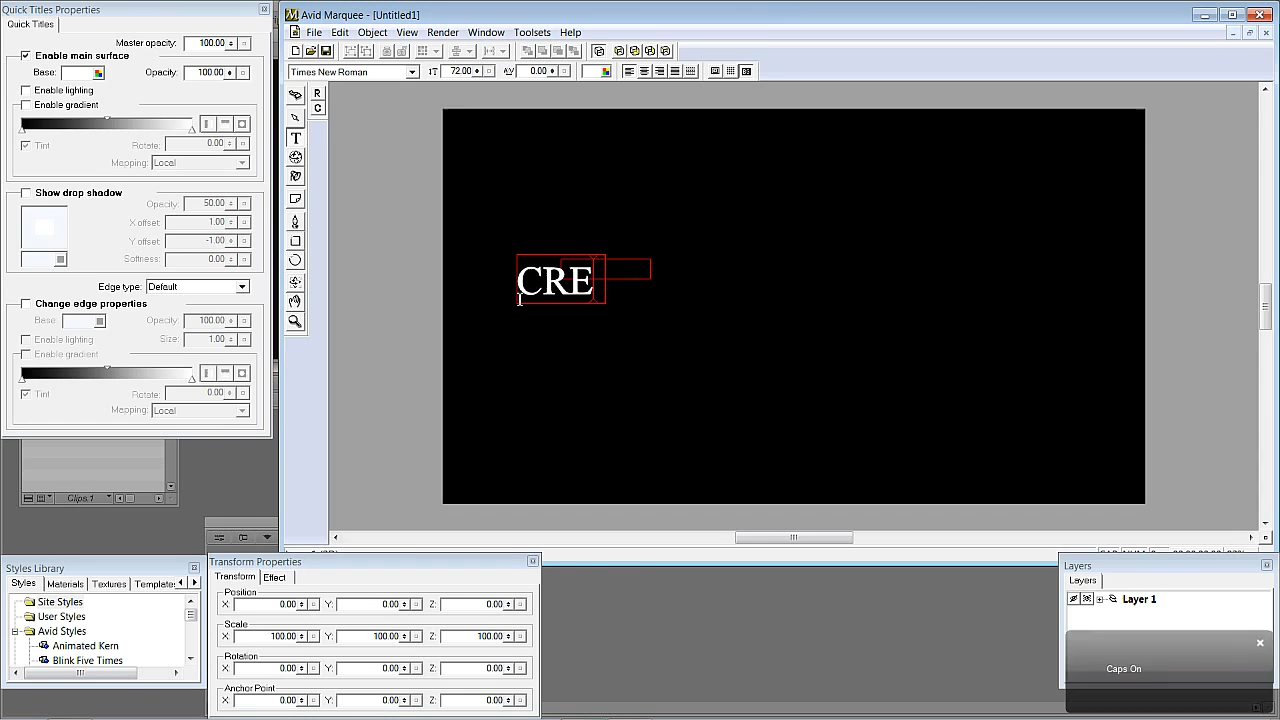 Quick Titles Properties
Quick Titles
Master opacity: 100.00
Enable main surface
Base: Opacity: 100.00
Enable lighting
Enable gradient
Tint Rotate: 0.00
Mapping: Local
Show drop shadow
Opacity: 50.00
X offset: 1.00
Y offset: -1.00
Softness: 0.00
Edge type: Default
Change edge properties
Base: Opacity: 100.00
Enable lighting Size: 1.00
Enable gradient
Tint Rotate: 0.00
Mapping: Local
Clips.1
Avid Marquee - [Untitled1]
File Edit Object View Render Window Toolsets Help
Times New Roman 72.00 AV 0.00
R
C
T
CRE
Styles Library
Styles Materials Textures Template
Site Styles
User Styles
Avid Styles
Animated Kern
Blink Five Times
Transform Properties
Transform Effect
Position
X 0.00 Y: 0.00 Z: 0.00
Scale
X 100.00 Y: 100.00 Z: 100.00
Rotation
X 0.00 Y: 0.00 Z: 0.00
Anchor Point
X 0.00 Y: 0.00 Z: 0.00
Layers
Layers
Layer 1
Caps On